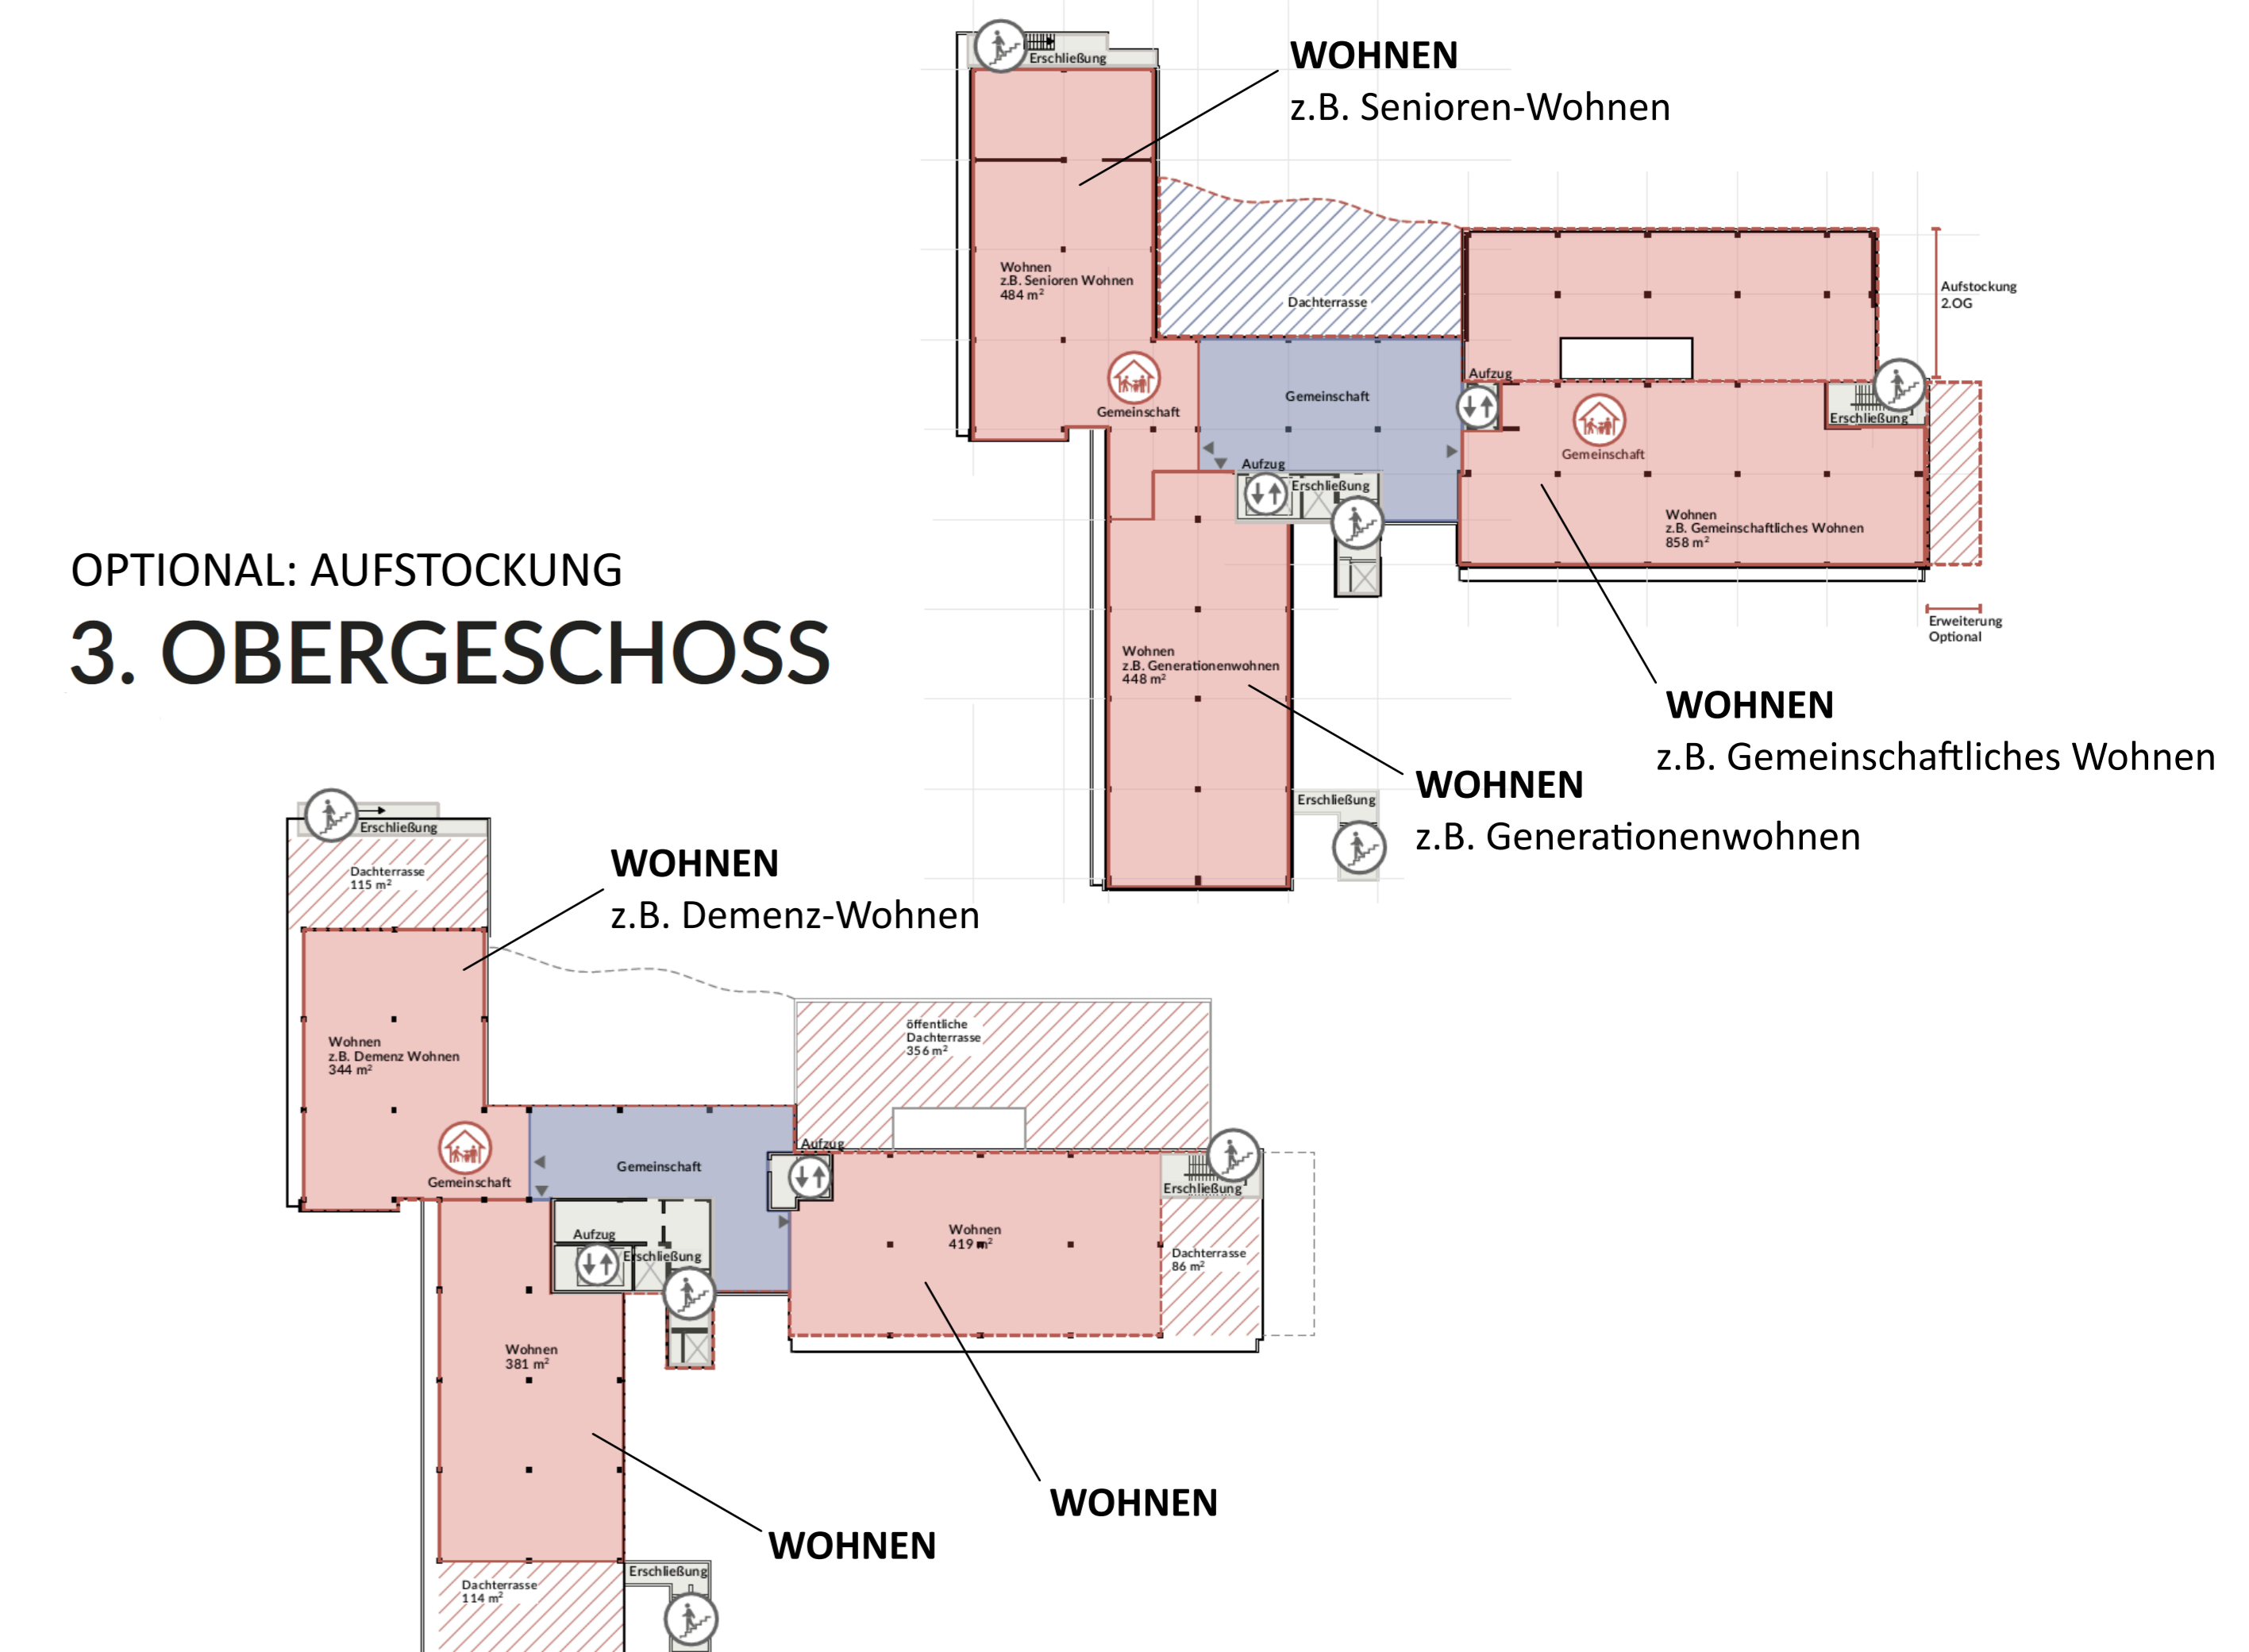 Erschließung
WOHNEN
z.B. Senioren-Wohnen
Wohnen
z.B. Senioren Wohnen
484 m²
Dachterrasse
Aufstockung
2.OG
Gemeinschaft
Gemeinschaft
Aufzug
Erschließung
Gemeinschaft
Aufzug
Erschließung
Wohnen
z.B. Gemeinschaftliches Wohnen
858 m²
Erweiterung
Optional
Wohnen
z.B. Generationenwohnen
448 m²
WOHNEN
z.B. Gemeinschaftliches Wohnen
WOHNEN
z.B. Generationenwohnen
Erschließung
OPTIONAL: AUFSTOCKUNG
3. OBERGESCHOSS
Erschließung
Dachterrasse
115 m²
WOHNEN
z.B. Demenz-Wohnen
Wohnen
z.B. Demenz Wohnen
344 m²
öffentliche
Dachterrasse
356 m²
Gemeinschaft
Gemeinschaft
Aufzug
Erschließung
Aufzug
Erschließung
Wohnen
419 m²
Dachterrasse
86 m²
Wohnen
381 m²
WOHNEN
WOHNEN
Erschließung
Dachterrasse
114 m²